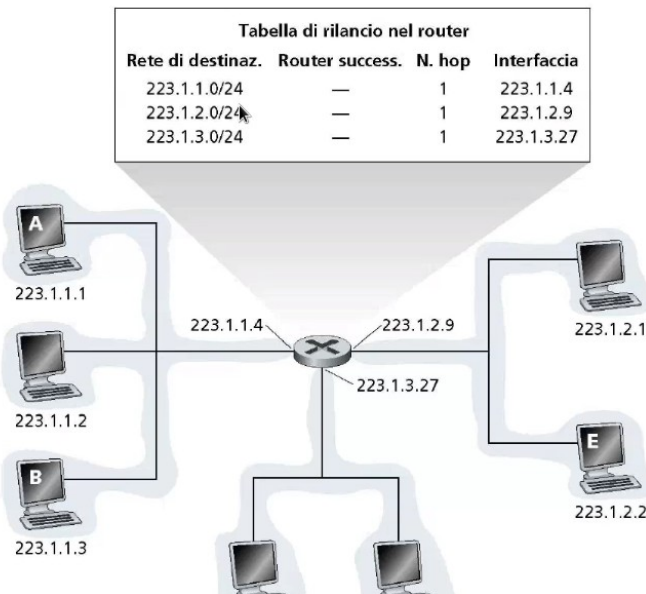 Tabella di rilancio nel router
Rete di destinaz. Router success. N. hop Interfaccia
223.1.1.0/24 — 1 223.1.1.4
223.1.2.0/24 — 1 223.1.2.9
223.1.3.0/24 — 1 223.1.3.27
A
223.1.1.1
223.1.1.4 223.1.2.9
223.1.2.1
223.1.3.27
223.1.1.2
E
B
223.1.2.2
223.1.1.3